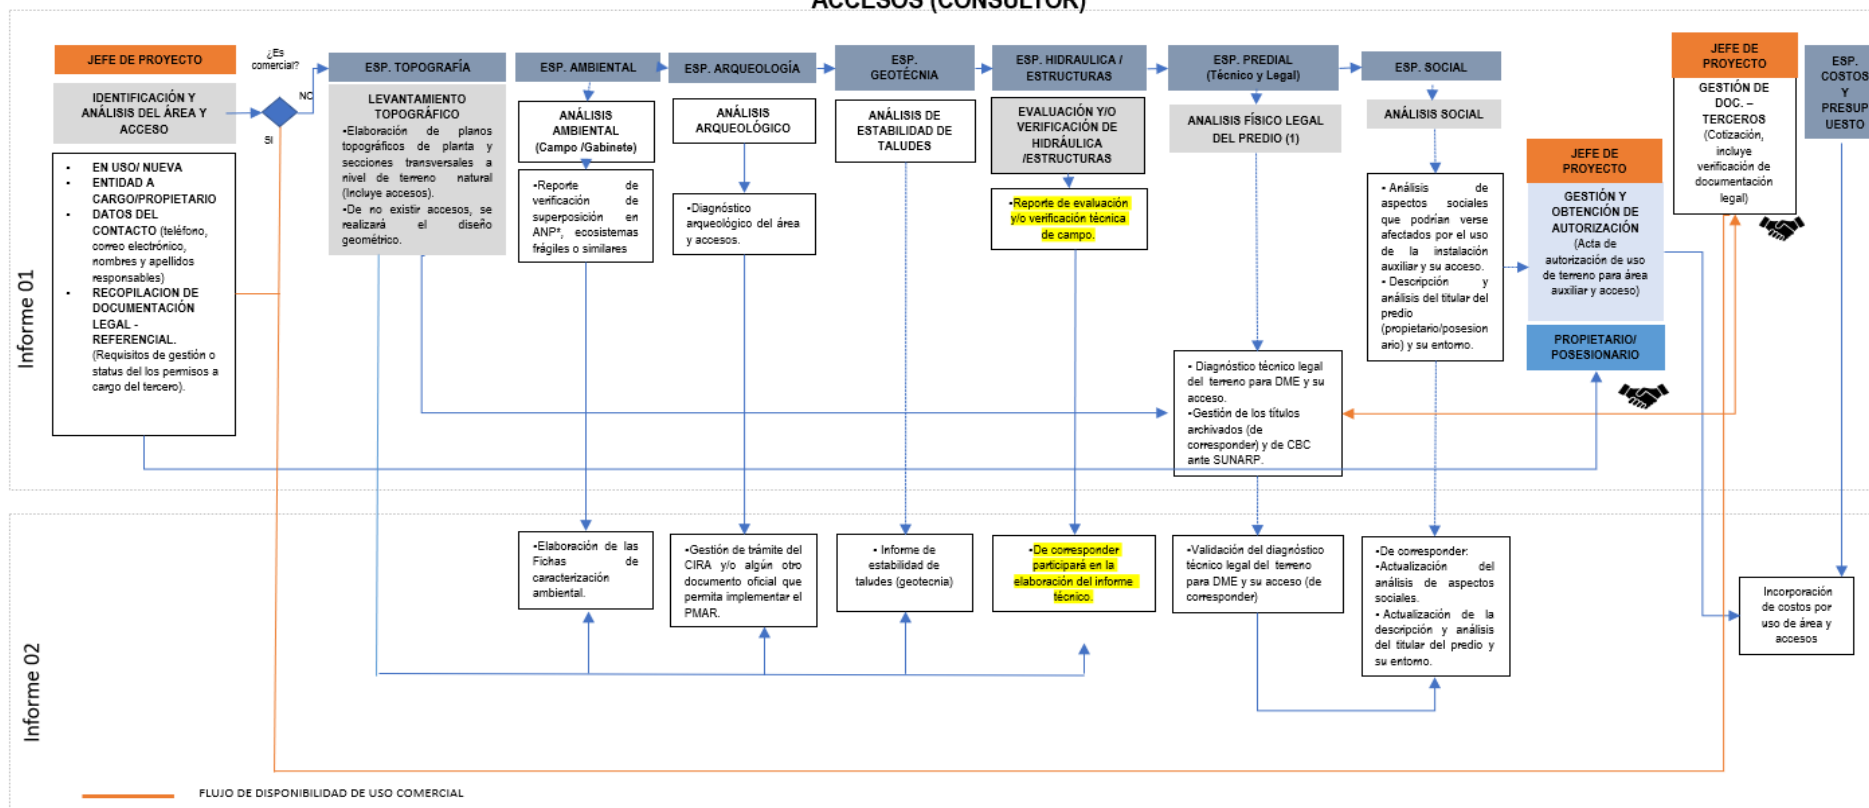 ACCESOS (CONSULTOR)
Informe 01
JEFE DE PROYECTO
IDENTIFICACIÓN Y
ANÁLISIS DEL ÁREA Y
ACCESO
• EN USO/ NUEVA
• ENTIDAD A
CARGO/PROPIETARIO
• DATOS DEL
CONTACTO (teléfono,
correo electrónico,
nombres y apellidos
responsables)
• RECOPILACION DE
DOCUMENTACIÓN
LEGAL -
REFERENCIAL.
(Requisitos de gestión o
status del los permisos a
cargo del tercero).
¿Es
comercial?
NO
SI
ESP. TOPOGRAFÍA
LEVANTAMIENTO
TOPOGRÁFICO
•Elaboración de planos
topográficos de planta y
secciones transversales a
nivel de terreno natural
(Incluye accesos).
•De no existir accesos, se
realizará el diseño
geométrico.
ESP. AMBIENTAL
ANÁLISIS
AMBIENTAL
(Campo /Gabinete)
•Reporte de
verificación de
superposición en
ANP*, ecosistemas
frágiles o similares
ESP. ARQUEOLOGÍA
ANÁLISIS
ARQUEOLÓGICO
•Diagnóstico
arqueológico del área
y accesos.
ESP.
GEOTÉCNIA
ANÁLISIS DE
ESTABILIDAD DE
TALUDES
ESP. HIDRAULICA /
ESTRUCTURAS
EVALUACIÓN Y/O
VERIFICACIÓN DE
HIDRÁULICA
/ESTRUCTURAS
•Reporte de evaluación
y/o verificación técnica
de campo.
ESP. PREDIAL
(Técnico y Legal)
ANALISIS FÍSICO LEGAL
DEL PREDIO (1)
• Diagnóstico técnico legal
del terreno para DME y su
acceso.
•Gestión de los títulos
archivados (de
corresponder) y de CBC
ante SUNARP.
ESP. SOCIAL
ANÁLISIS SOCIAL
• Análisis de
aspectos sociales
que podrían verse
afectados por el uso
de la instalación
auxiliar y su acceso.
• Descripción y
análisis del titular del
predio
(propietario/posesion
ario) y su entorno.
JEFE DE
PROYECTO
GESTIÓN Y
OBTENCIÓN DE
AUTORIZACIÓN
(Acta de
autorización de uso
de terreno para área
auxiliar y acceso)
PROPIETARIO/
POSESIONARIO
JEFE DE
PROYECTO
GESTIÓN DE
DOC. –
TERCEROS
(Cotización,
incluye
verificación de
documentación
legal)
ESP.
COSTOS
Y
PRESUP
UESTO
Informe 02
•Elaboración de las
Fichas de
caracterización
ambiental.
•Gestión de trámite del
CIRA y/o algún otro
documento oficial que
permita implementar el
PMAR.
• Informe de
estabilidad de
taludes (geotecnia)
•De corresponder
participará en la
elaboración del informe
técnico.
•Validación del diagnóstico
técnico legal del terreno
para DME y su acceso (de
corresponder)
•De corresponder:
•Actualización del
análisis de aspectos
sociales.
• Actualización de la
descripción y análisis
del titular del predio y
su entorno.
Incorporación
de costos por
uso de área y
accesos
FLUJO DE DISPONIBILIDAD DE USO COMERCIAL